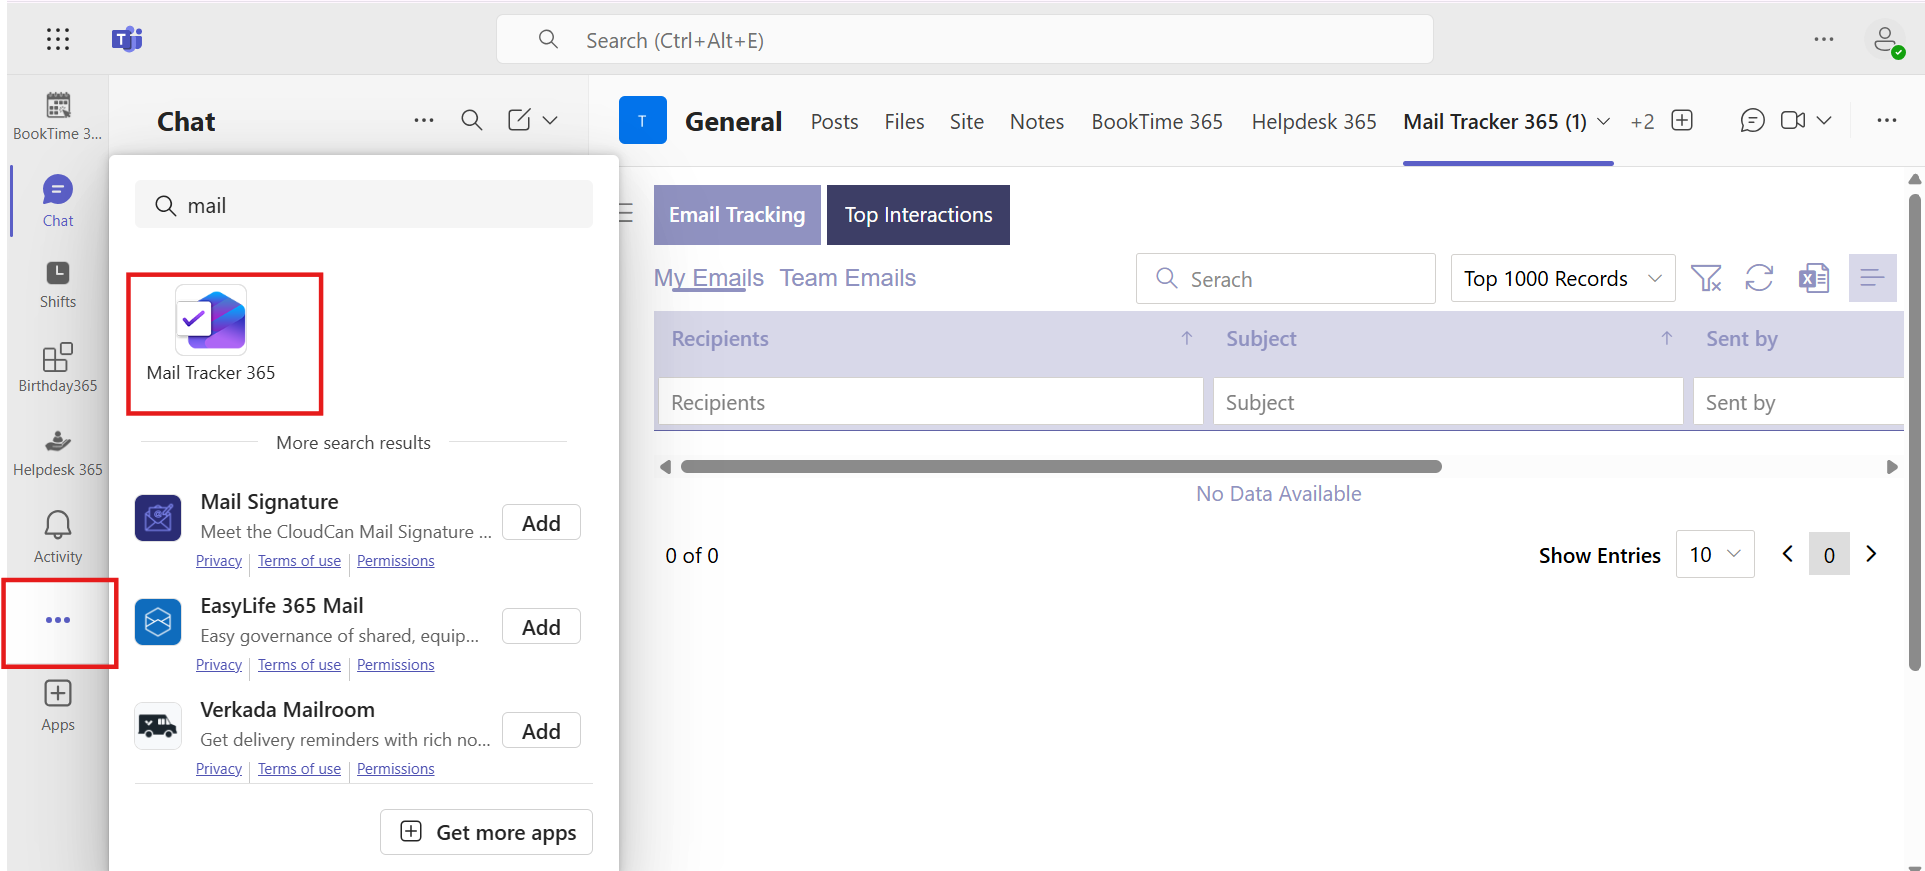 Search (Ctrl+Alt+E)
BookTime 3...
Chat
Shifts
Birthday365
Helpdesk 365
Activity
Apps
Chat
mail
Mail Tracker 365
More search results
Mail Signature
Meet the CloudCan Mail Signature ...
Add
Privacy
Terms of use
Permissions
EasyLife 365 Mail
Easy governance of shared, equip...
Add
Privacy
Terms of use
Permissions
Verkada Mailroom
Get delivery reminders with rich no...
Add
Privacy
Terms of use
Permissions
Get more apps
T
General
Posts
Files
Site
Notes
BookTime 365
Helpdesk 365
Mail Tracker 365 (1)
+2
Email Tracking
Top Interactions
My Emails
Team Emails
Serach
Top 1000 Records
Recipients
Subject
Sent by
Recipients
Subject
Sent by
No Data Available
0 of 0
Show Entries
10
0